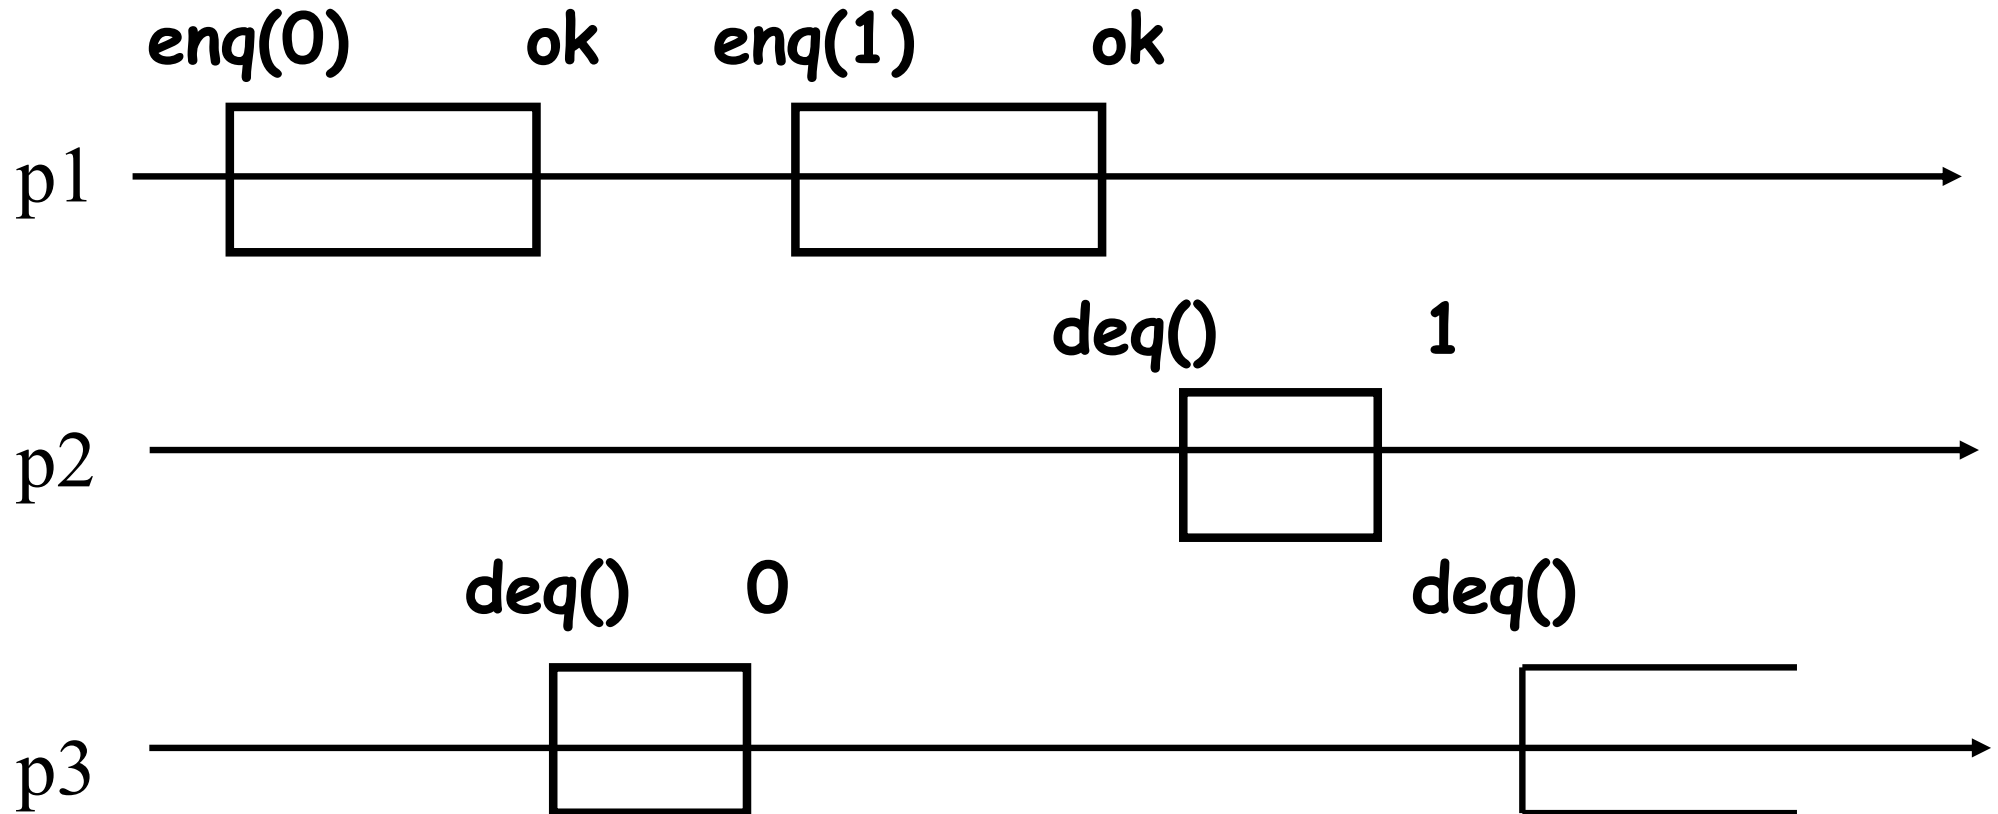 enq(0) ok enq(1) ok
p1
deq() 1
p2
deq() 0 deq()
p3